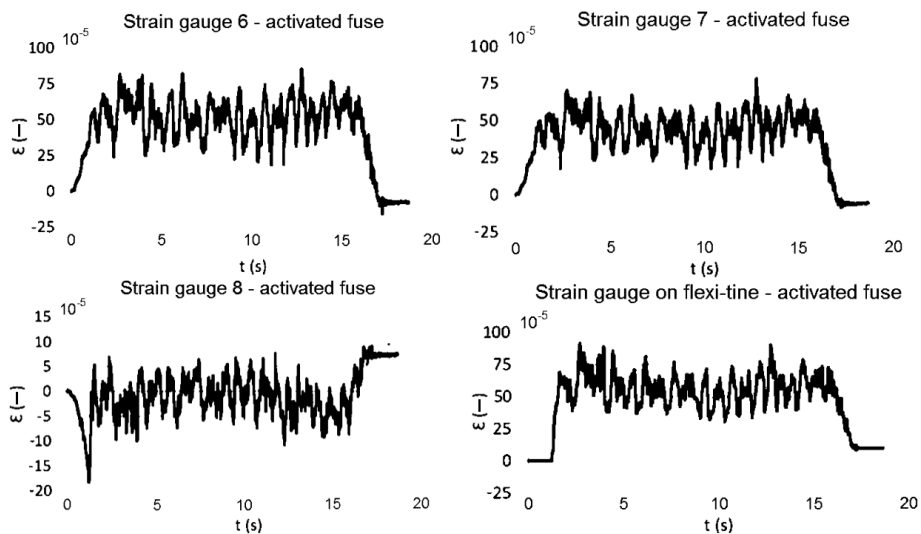 Strain gauge 6 - activated fuse
10-5
100
75
50
25
0
-25
ε (—)
0 5 10 15 20
t (s)
Strain gauge 7 - activated fuse
10-5
100
75
50
25
0
-25
ε (—)
0 5 10 15 20
t (s)
Strain gauge 8 - activated fuse
10-5
15
10
5
0
-5
-10
-15
-20
ε (—)
0 5 10 15 20
t (s)
Strain gauge on flexi-tine - activated fuse
10-5
100
75
50
25
0
-25
ε (—)
0 5 10 15 20
t (s)